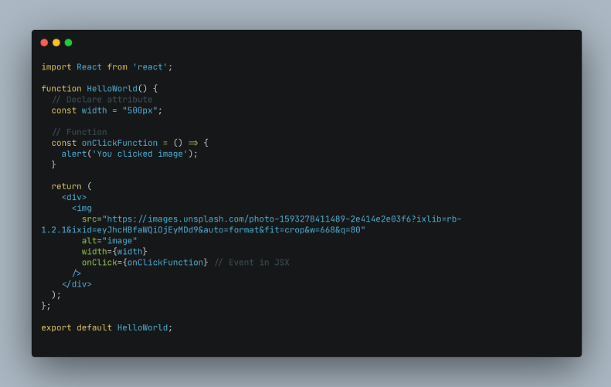 import React from 'react';
function HelloWorld() {
// Declare attribute
const width = "500px";
// Function
const onClickFunction = () => {
alert('You clicked image');
}
return (
<div>
<img
src="https://images.unsplash.com/photo-1593278411489-2e414e2e03f6?ixlib=rb-
1.2.1&ixid=eyJhcHBfaWQiOjEyMDd9&auto=format&fit=crop&w=668&q=80"
alt="image"
width={width}
onClick={onClickFunction} // Event in JSX
/>
</div>
);
};
export default HelloWorld;